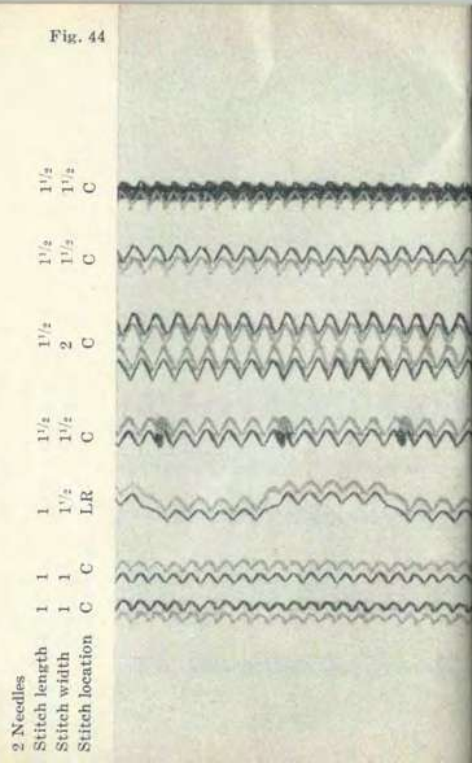 Fig. 44
2 Needles
Stitch length 1 1 1 1¹/₂ 1¹/₂ 1¹/₂ 1¹/₂
Stitch width 1 1 1¹/₂ 1¹/₂ 2 1¹/₂ 1¹/₂
Stitch location C C LR C C C C